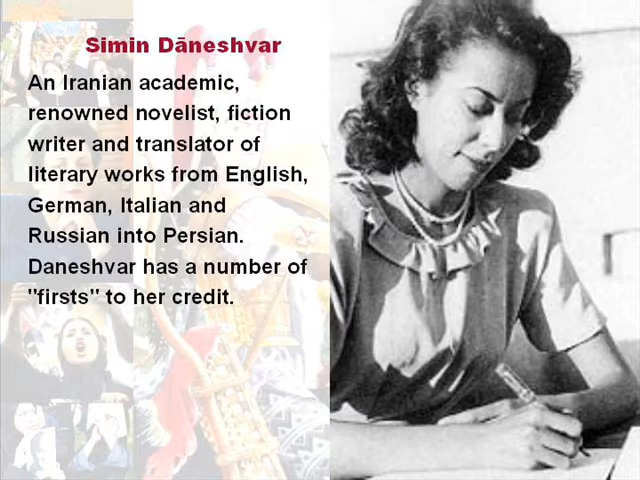 Simin Dāneshvar
An Iranian academic,
renowned novelist, fiction
writer and translator of
literary works from English,
German, Italian and
Russian into Persian.
Daneshvar has a number of
"firsts" to her credit.